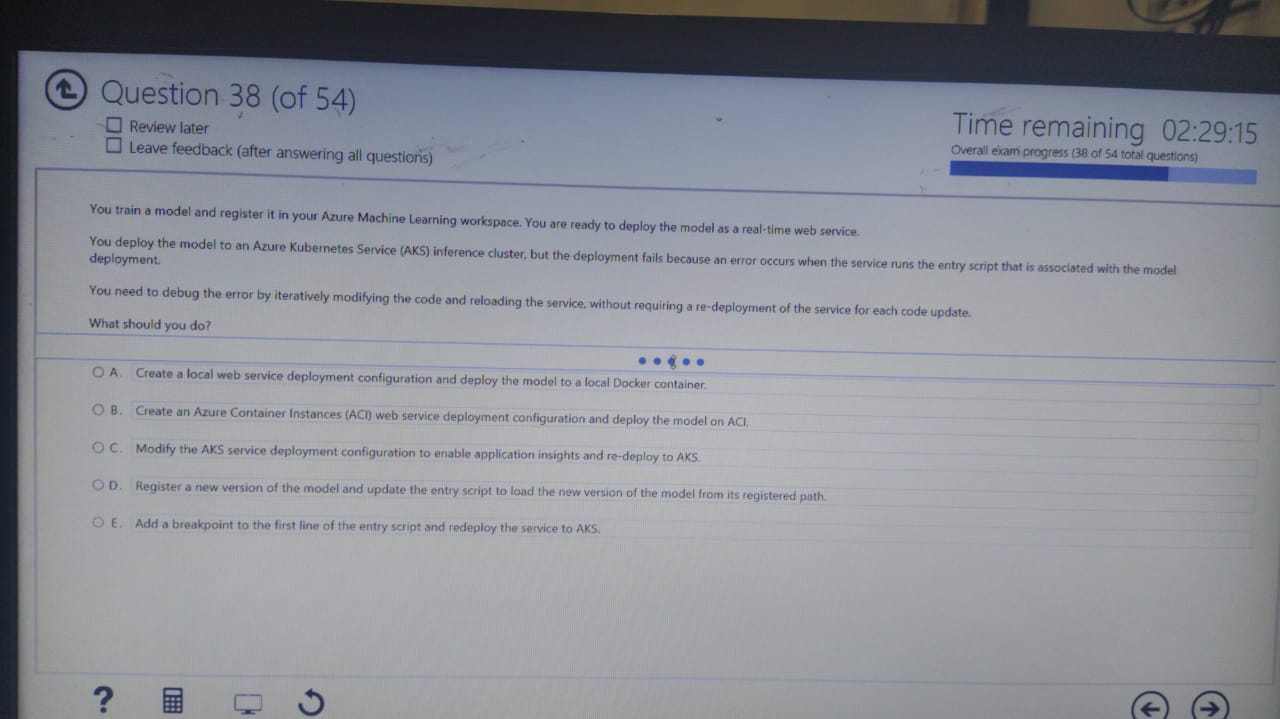 Question 38 (of 54)
Review later
Leave feedback (after answering all questions)
Time remaining 02:29:15
Overall exam progress (38 of 54 total questions)
You train a model and register it in your Azure Machine Learning workspace. You are ready to deploy the model as a real-time web service.
You deploy the model to an Azure Kubernetes Service (AKS) inference cluster, but the deployment fails because an error occurs when the service runs the entry script that is associated with the model
deployment.
You need to debug the error by iteratively modifying the code and reloading the service, without requiring a re-deployment of the service for each code update.
What should you do?
A. Create a local web service deployment configuration and deploy the model to a local Docker container.
B. Create an Azure Container Instances (ACI) web service deployment configuration and deploy the model on ACI.
C. Modify the AKS service deployment configuration to enable application insights and re-deploy to AKS.
D. Register a new version of the model and update the entry script to load the new version of the model from its registered path.
E. Add a breakpoint to the first line of the entry script and redeploy the service to AKS.
?